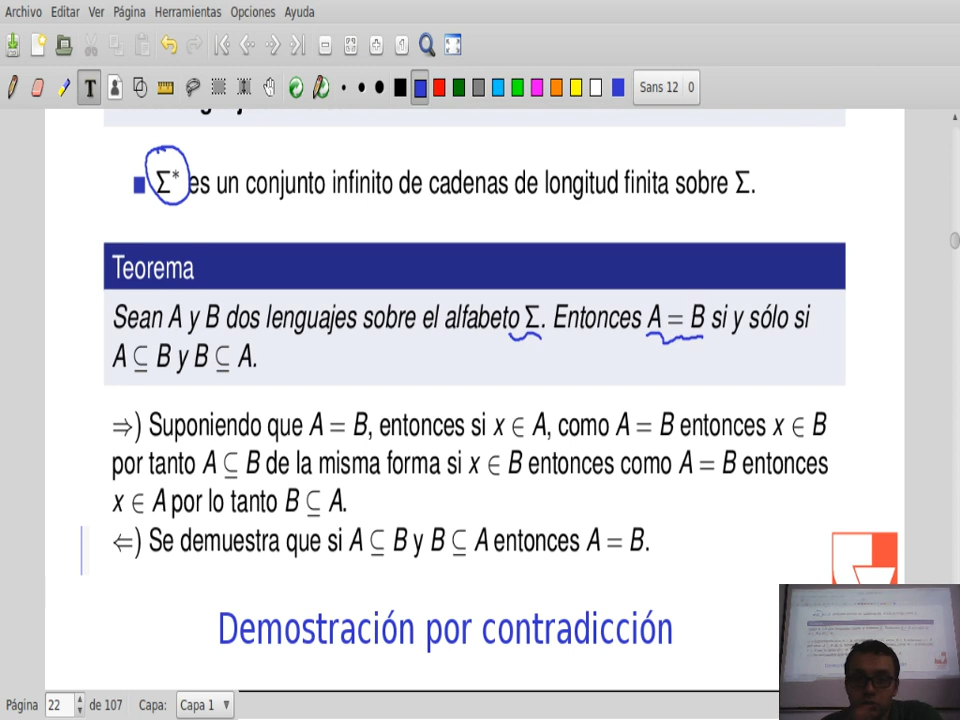 Archivo Editar Ver Página Herramientas Opciones Ayuda
Sans 12 0
Σ* es un conjunto infinito de cadenas de longitud finita sobre Σ.
Teorema
Sean A y B dos lenguajes sobre el alfabeto Σ. Entonces A = B si y sólo si
A ⊆ B y B ⊆ A.
⇒) Suponiendo que A = B, entonces si x ∈ A, como A = B entonces x ∈ B
por tanto A ⊆ B de la misma forma si x ∈ B entonces como A = B entonces
x ∈ A por lo tanto B ⊆ A.
⇐) Se demuestra que si A ⊆ B y B ⊆ A entonces A = B.
Demostración por contradicción
Página 22 de 107 Capa: Capa 1